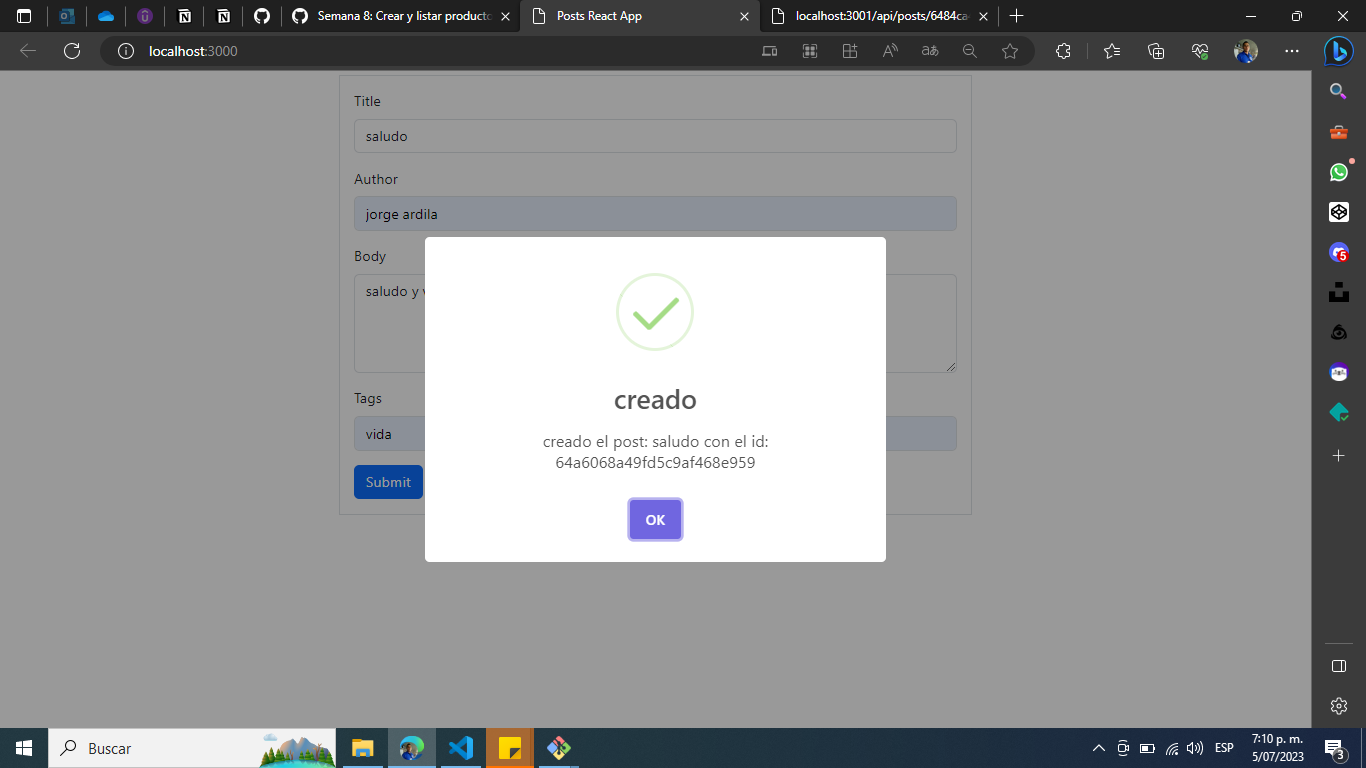 Semana 8: Crear y listar producto
Posts React App
localhost:3001/api/posts/6484ca
localhost:3000
Title
saludo
Author
jorge ardila
Body
saludo y
Tags
vida
Submit
creado
creado el post: saludo con el id:
64a6068a49fd5c9af468e959
OK
5
Buscar
ESP
7:10 p. m.
5/07/2023
3